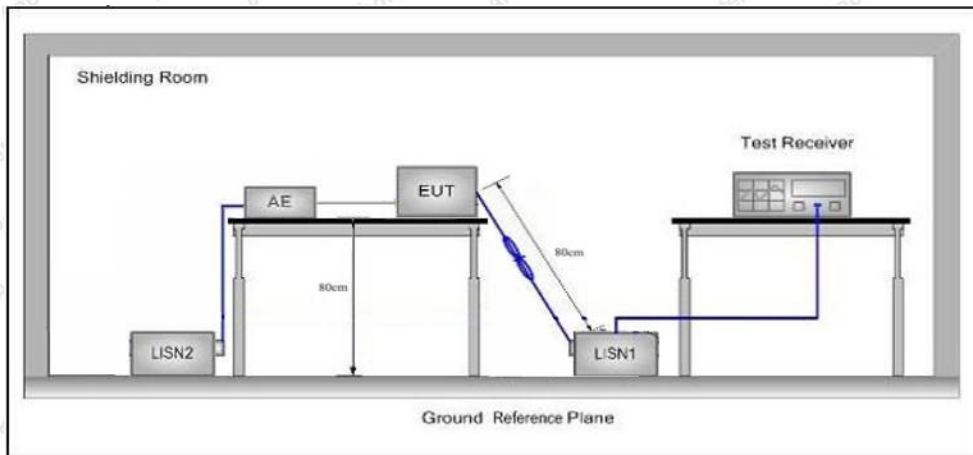 Shielding Room
Test Receiver
AE
EUT
80cm
80cm
LISN2
LISN1
Ground Reference Plane